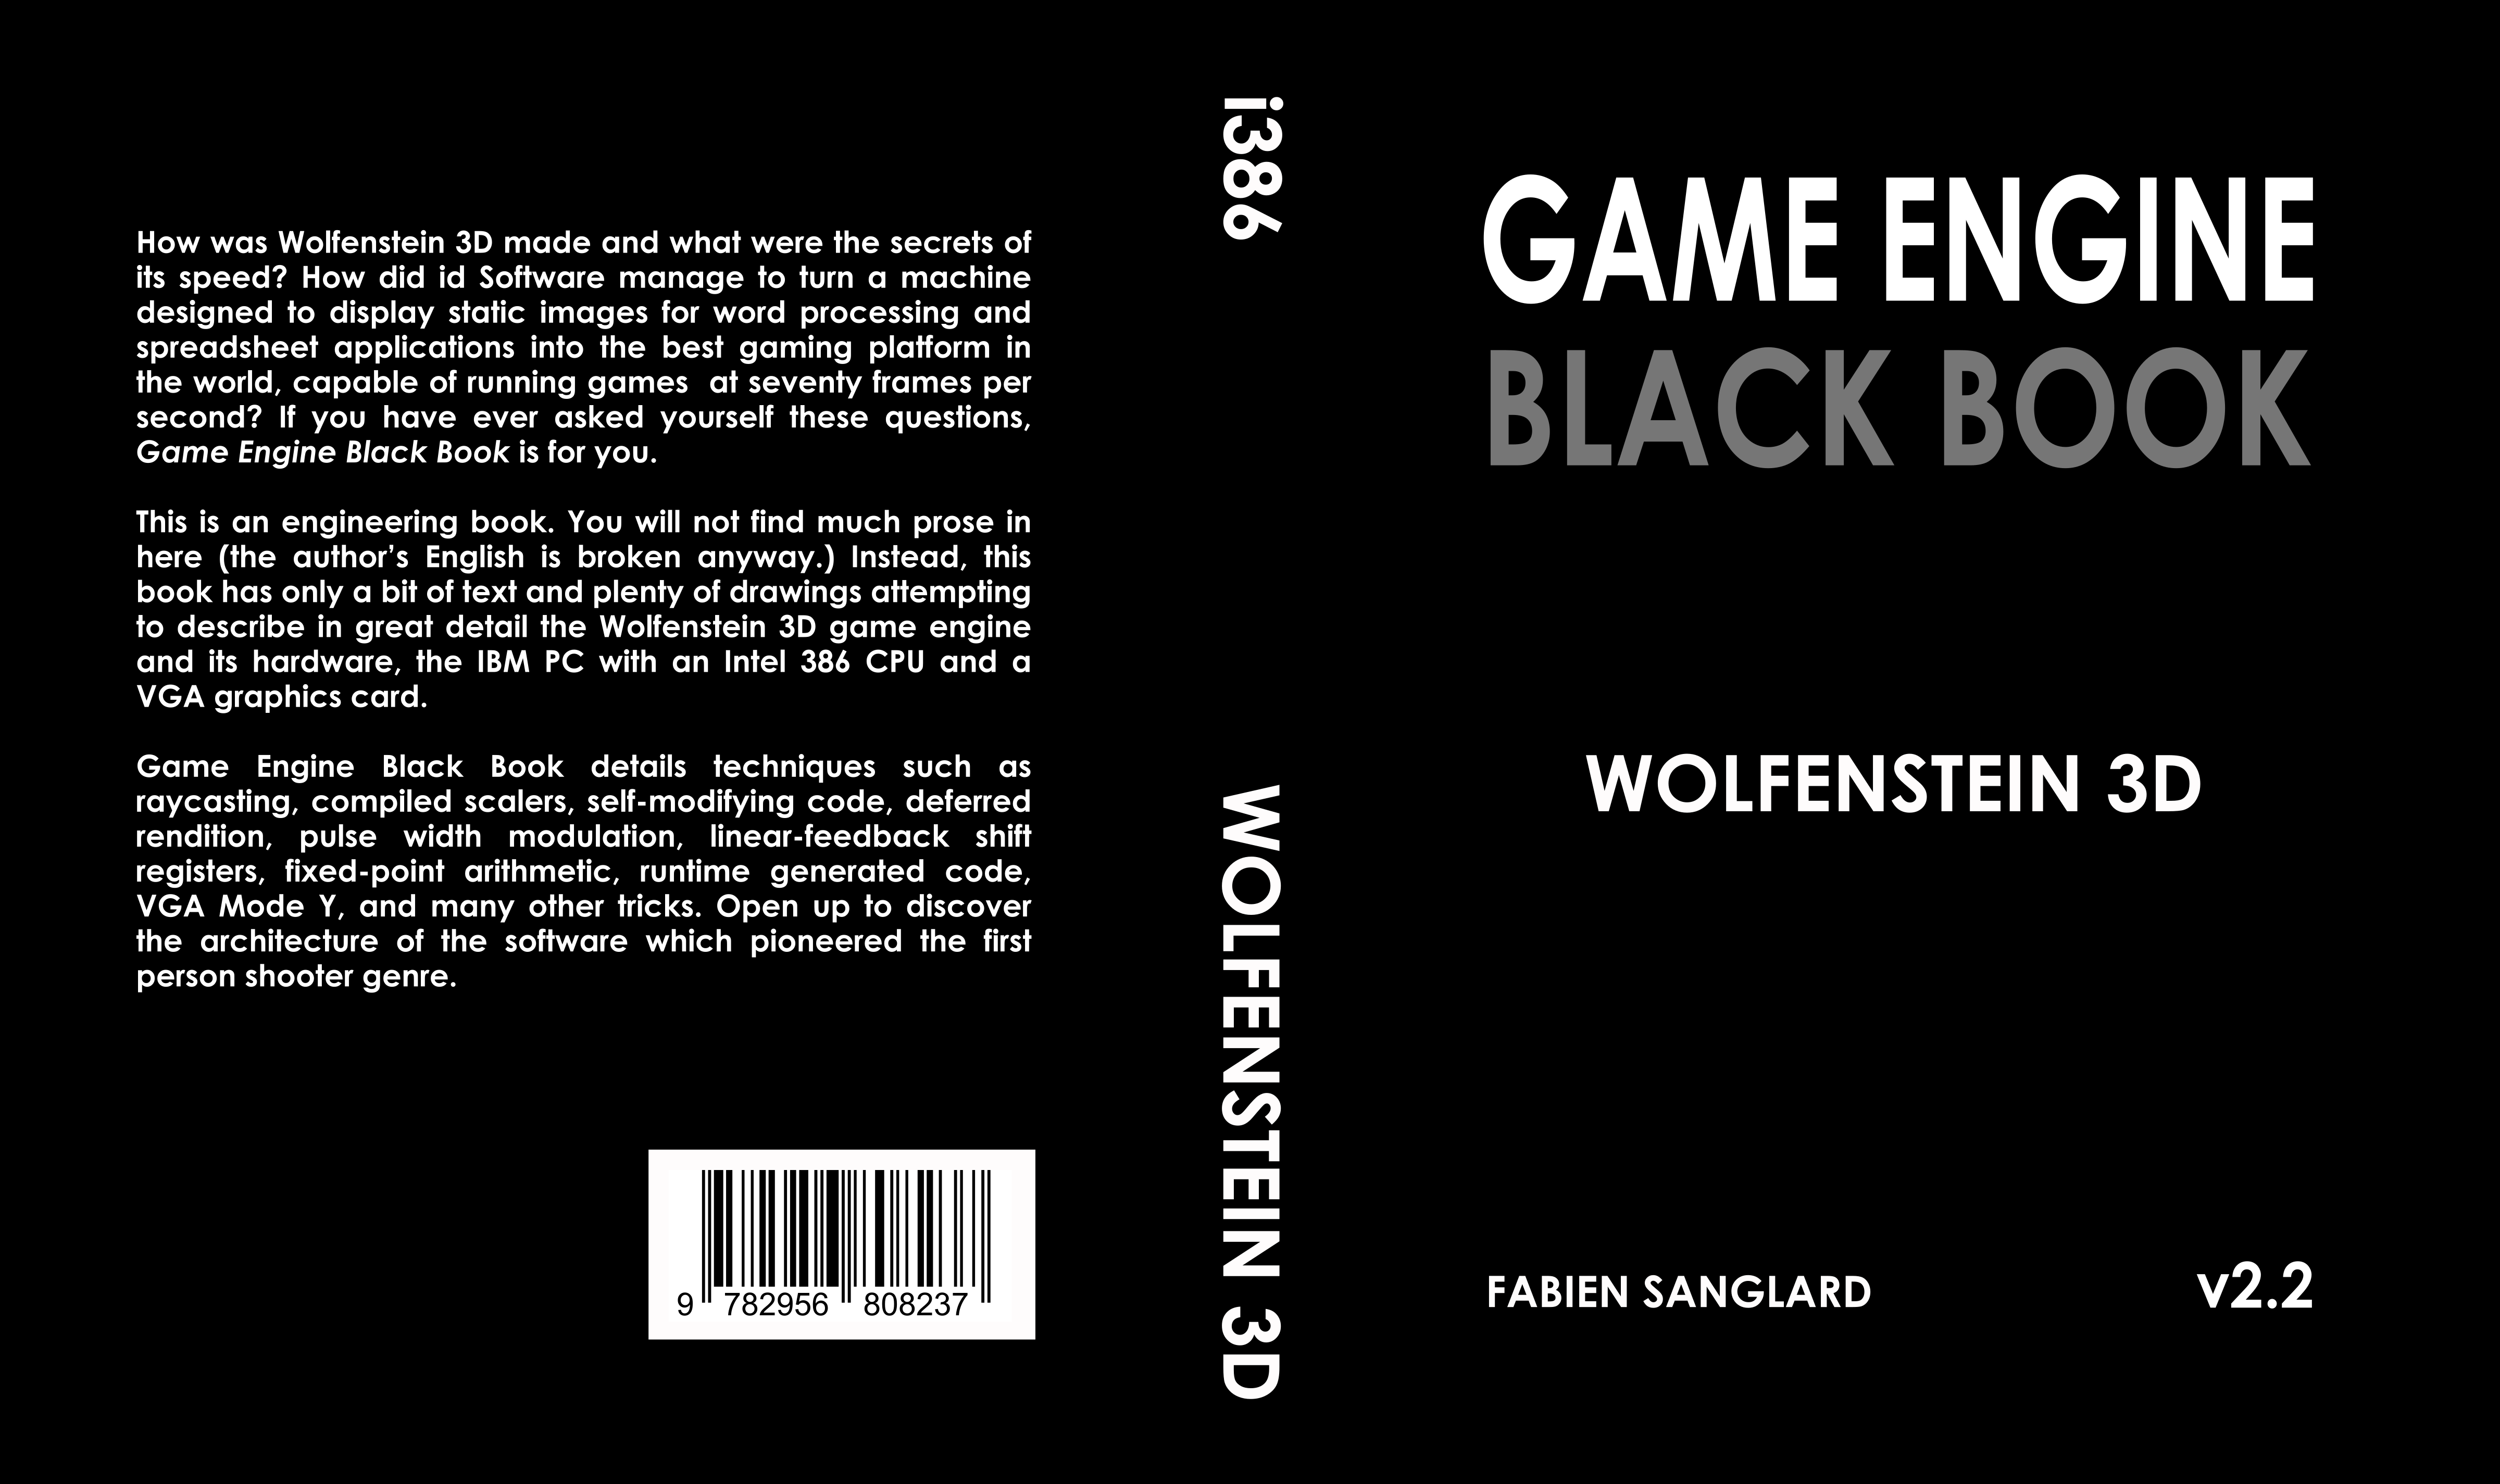 How was Wolfenstein 3D made and what were the secrets of
its speed? How did id Software manage to turn a machine
designed to display static images for word processing and
spreadsheet applications into the best gaming platform in
the world, capable of running games  at seventy frames per
second? If you have ever asked yourself these questions,
Game Engine Black Book is for you.
This is an engineering book. You will not find much prose in
here (the author’s English is broken anyway.) Instead, this
book has only a bit of text and plenty of drawings attempting
to describe in great detail the Wolfenstein 3D game engine
and its hardware, the IBM PC with an Intel 386 CPU and a
VGA graphics card.
Game Engine Black Book details techniques such as
raycasting, compiled scalers, self-modifying code, deferred
rendition, pulse width modulation, linear-feedback shift
registers, fixed-point arithmetic, runtime generated code,
VGA Mode Y, and many other tricks. Open up to discover
the architecture of the software which pioneered the first
person shooter genre.
9 782956 808237
i386
WOLFENSTEIN 3D
GAME ENGINE
BLACK BOOK
WOLFENSTEIN 3D
FABIEN SANGLARD
v2.2